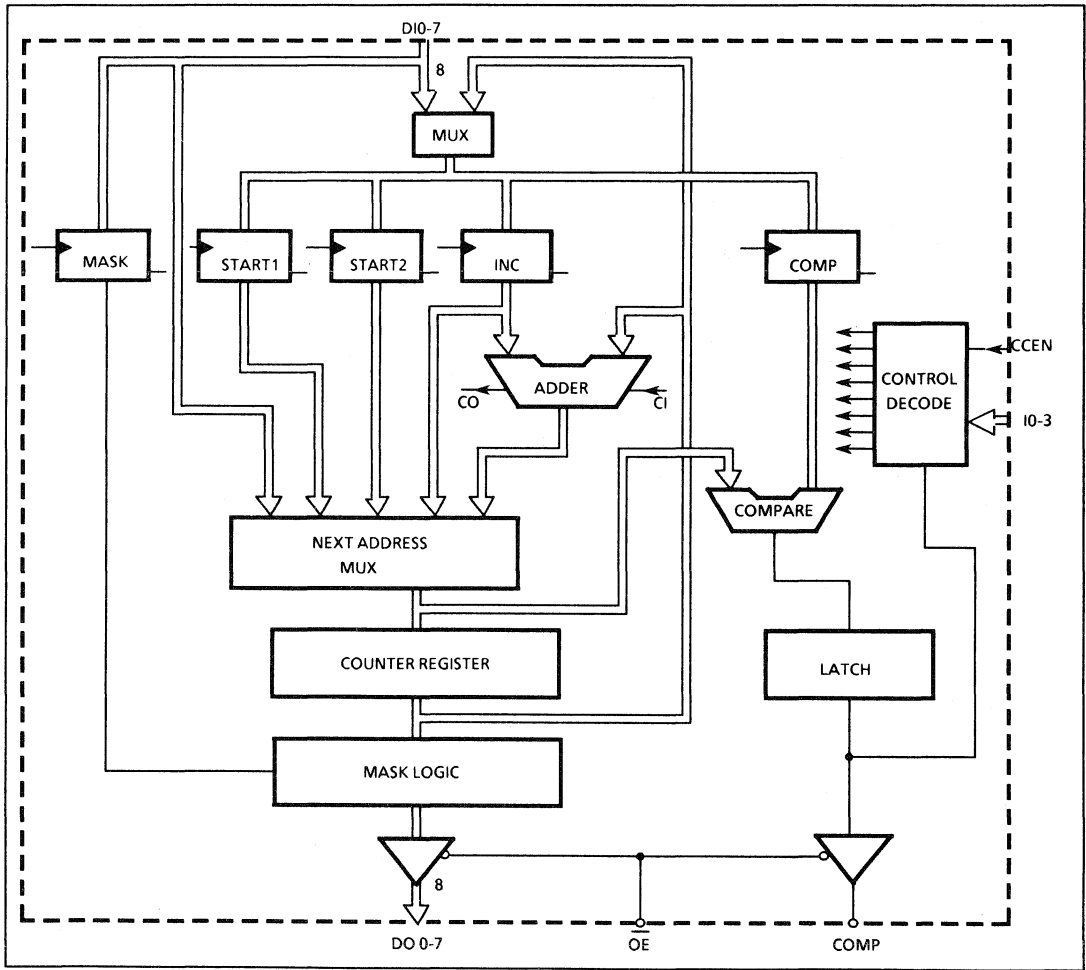 DI0-7
8
MUX
MASK
START1
START2
INC
COMP
ADDER
CO
CI
CONTROL
DECODE
CCEN
I0-3
COMPARE
NEXT ADDRESS
MUX
COUNTER REGISTER
LATCH
MASK LOGIC
8
DO 0-7
OE
COMP